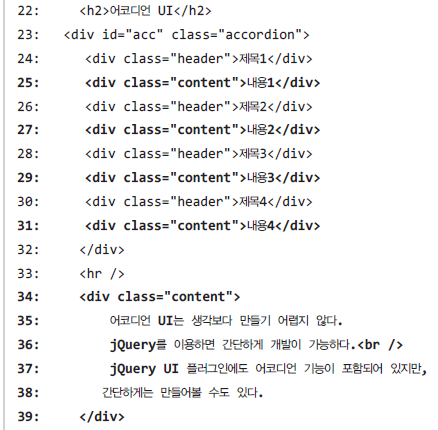 22: <h2>어코디언 UI</h2>
23: <div id="acc" class="accordion">
24: <div class="header">제목1</div>
25: <div class="content">내용1</div>
26: <div class="header">제목2</div>
27: <div class="content">내용2</div>
28: <div class="header">제목3</div>
29: <div class="content">내용3</div>
30: <div class="header">제목4</div>
31: <div class="content">내용4</div>
32: </div>
33: <hr />
34: <div class="content">
35: 어코디언 UI는 생각보다 만들기 어렵지 않다.
36: jQuery를 이용하면 간단하게 개발이 가능하다.<br />
37: jQuery UI 플러그인에도 어코디언 기능이 포함되어 있지만,
38: 간단하게는 만들어볼 수도 있다.
39: </div>